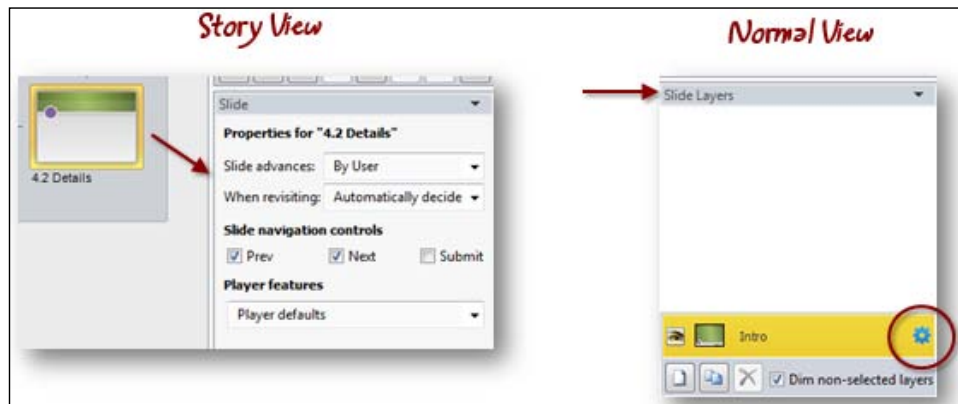 Story View
Slide
Properties for "4.2 Details"
Slide advances: By User
When revisiting: Automatically decide
Slide navigation controls
Prev Next Submit
Player features
Player defaults
4.2 Details
Normal View
Slide Layers
Intro
Dim non-selected layers